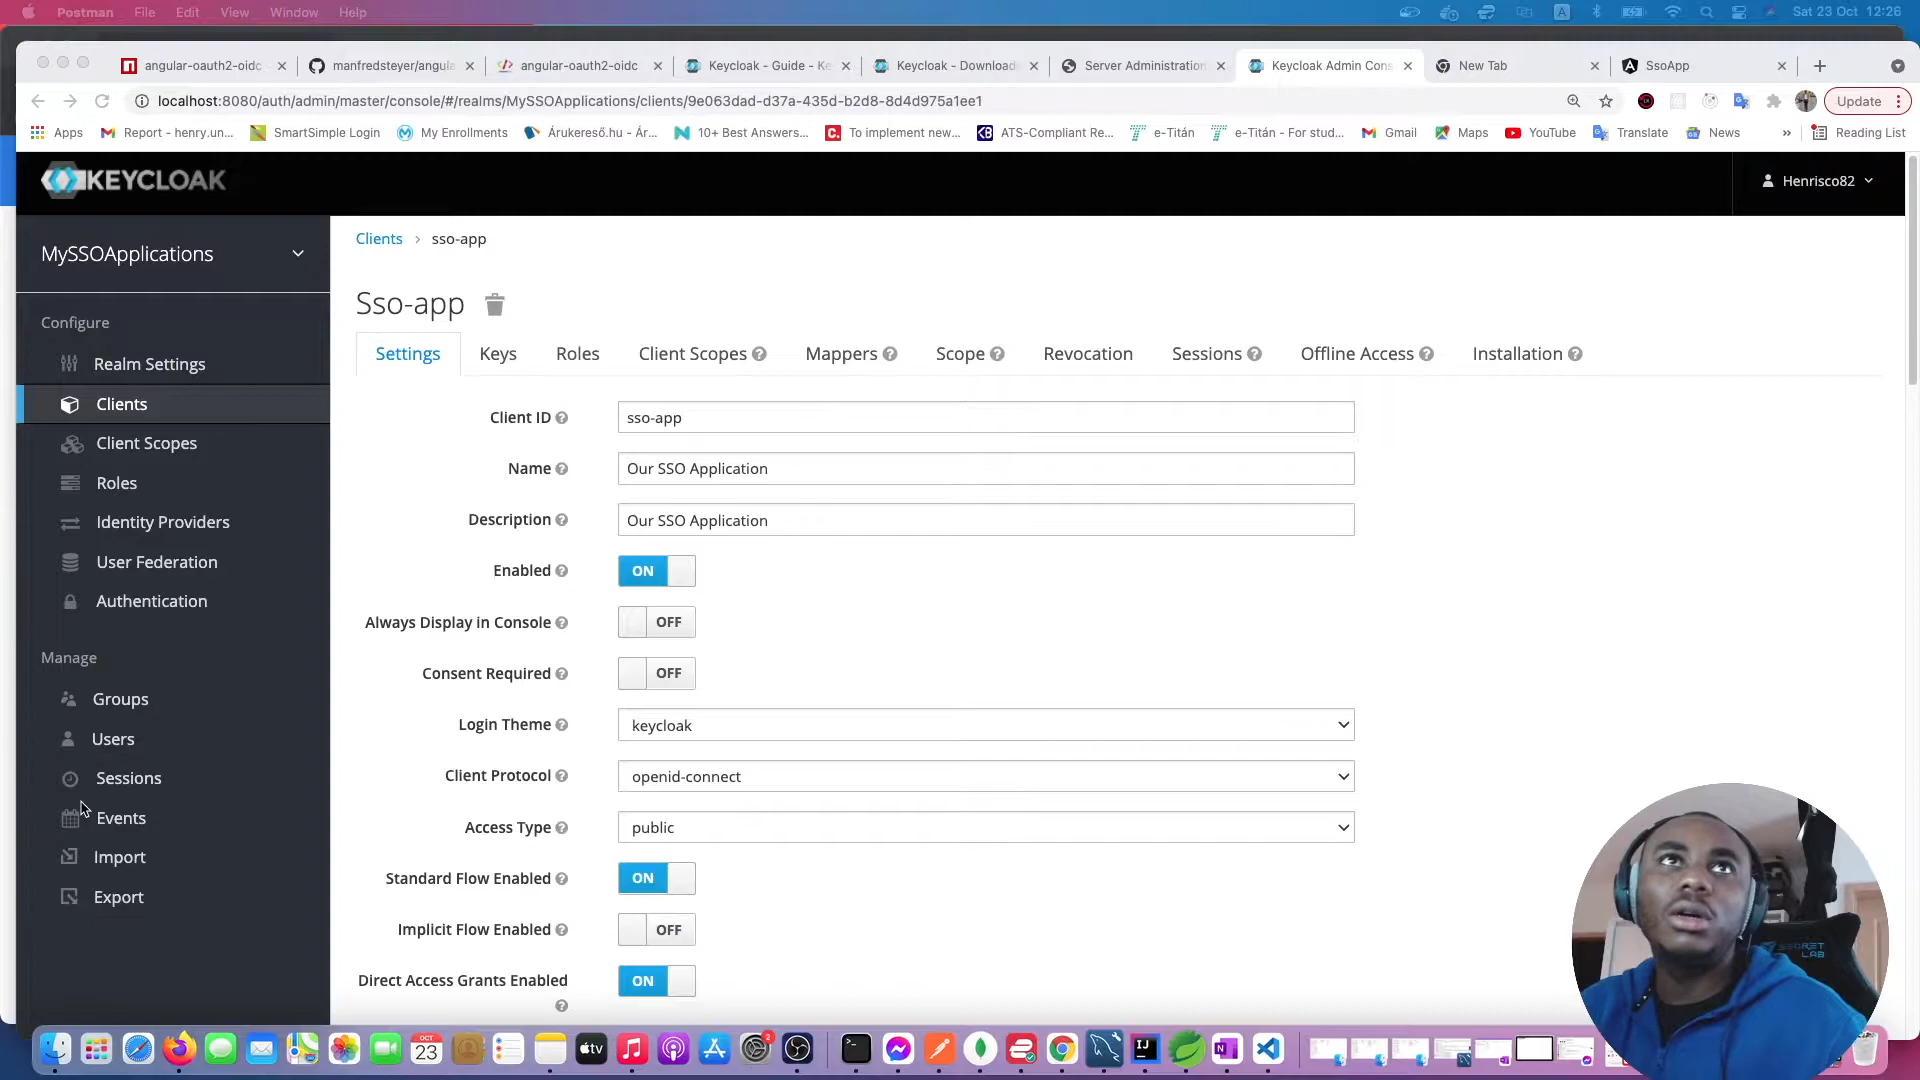 Postman File Edit View Window Help A Sat 23 Oct 12:26
angular-oauth2-oidc manfredsteyer/angula angular-oauth2-oidc Keycloak - Guide - Ke Keycloak - Download Server Administration Keycloak Admin Cons New Tab SsoApp
localhost:8080/auth/admin/master/console/#/realms/MySSOApplications/clients/9e063dad-d37a-435d-b2d8-8d4d975a1ee1 Update
Apps Report - henry.un... SmartSimple Login My Enrollments Árukereső.hu - Ár... 10+ Best Answers... To implement new... ATS-Compliant Re... e-Titán e-Titán - For stud... Gmail Maps YouTube Translate News » Reading List
KEYCLOAK Henrisco82
MySSOApplications
Clients > sso-app
Sso-app
Configure
Realm Settings
Clients
Client Scopes
Roles
Identity Providers
User Federation
Authentication
Manage
Groups
Users
Sessions
Events
Import
Export
Settings Keys Roles Client Scopes Mappers Scope Revocation Sessions Offline Access Installation
Client ID sso-app
Name Our SSO Application
Description Our SSO Application
Enabled ON
Always Display in Console OFF
Consent Required OFF
Login Theme keycloak
Client Protocol openid-connect
Access Type public
Standard Flow Enabled ON
Implicit Flow Enabled OFF
Direct Access Grants Enabled ON
SECRET
LAB
OCT
23
tv
2
IJ
N